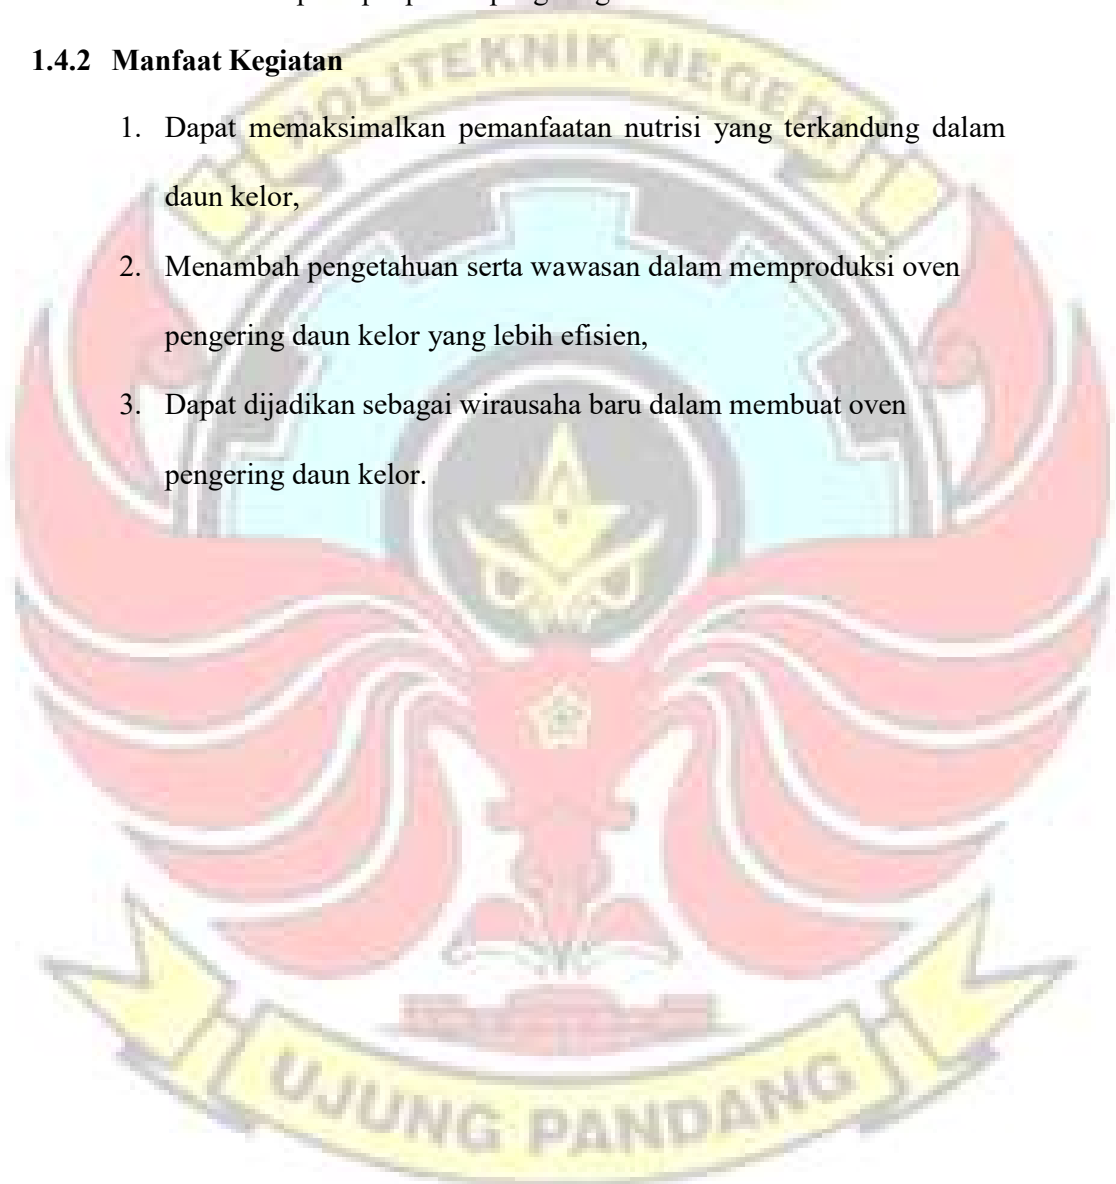 1.4.2 Manfaat Kegiatan
POLITEKNIK NEGERI
1. Dapat memaksimalkan pemanfaatan nutrisi yang terkandung dalam
daun kelor,
2. Menambah pengetahuan serta wawasan dalam memproduksi oven
pengering daun kelor yang lebih efisien,
3. Dapat dijadikan sebagai wirausaha baru dalam membuat oven
pengering daun kelor.
UJUNG PANDANG